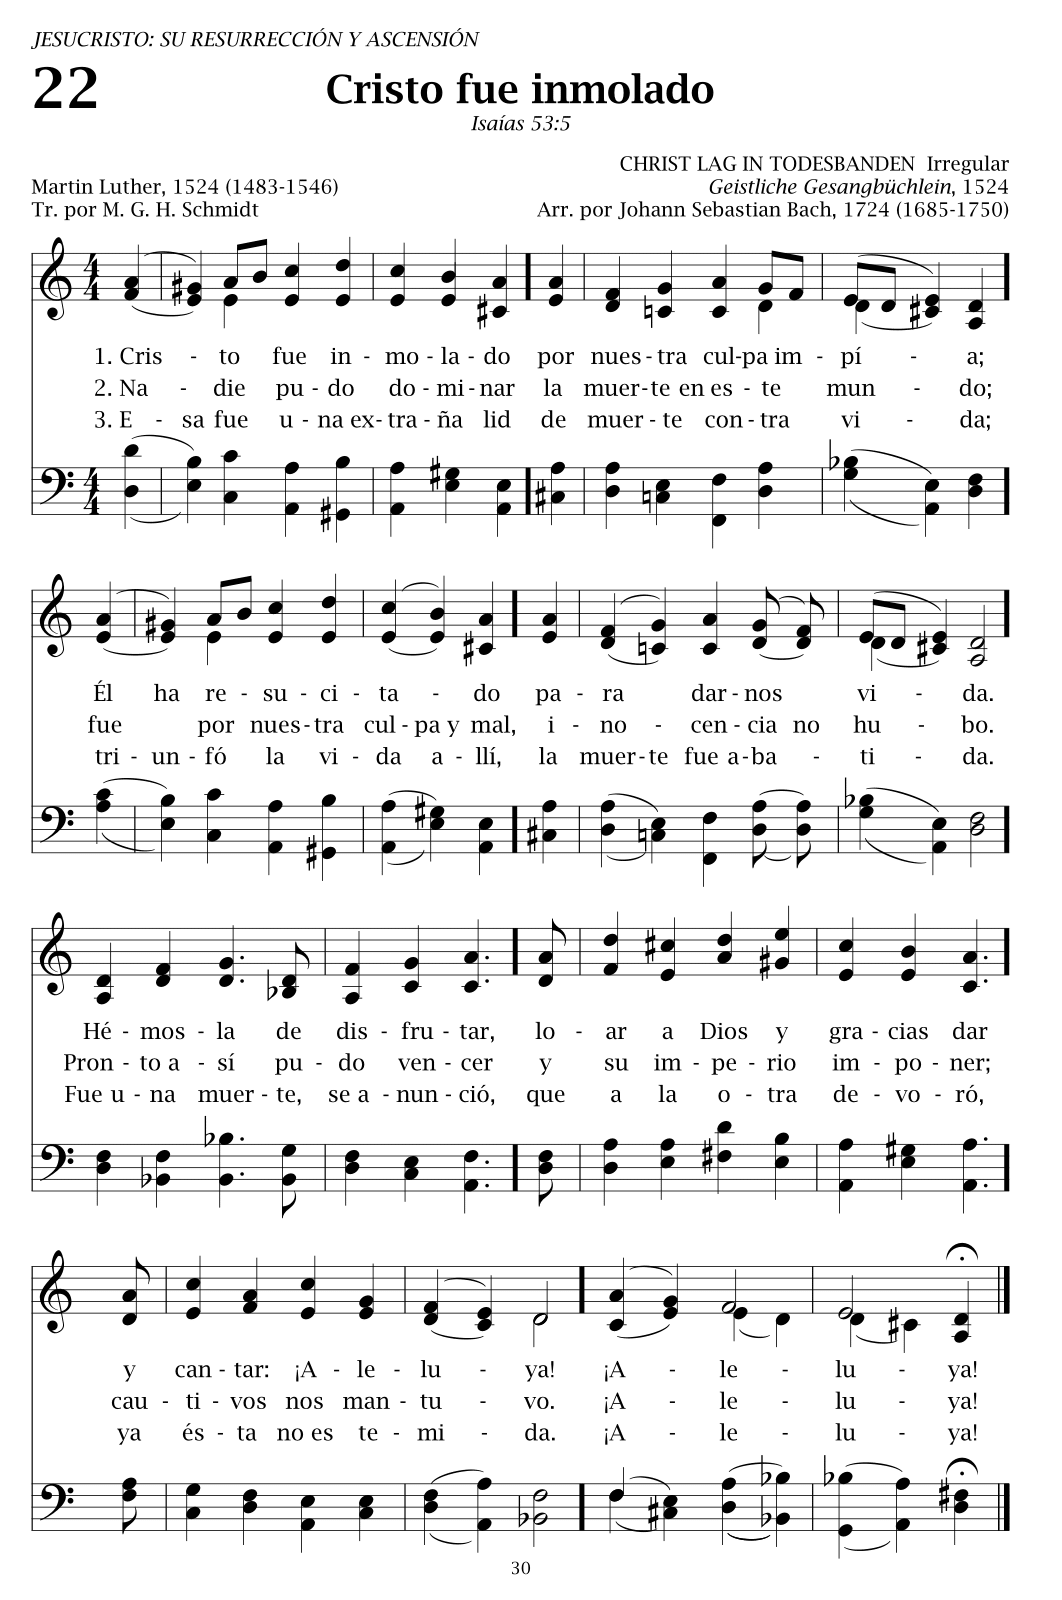 JESUCRISTO: SU RESURRECCIÓN Y ASCENSIÓN
22
Cristo fue inmolado
Isaías 53:5
CHRIST LAG IN TODESBANDEN Irregular
Martin Luther, 1524 (1483-1546)
Geistliche Gesangbüchlein, 1524
Tr. por M. G. H. Schmidt
Arr. por Johann Sebastian Bach, 1724 (1685-1750)
1. Cris - to fue in - mo - la - do por nues - tra cul - pa im - pí - a;
2. Na - die pu - do do - mi - nar la muer - te en es - te mun - do;
3. E - sa fue u - na ex - tra - ña lid de muer - te con - tra vi - da;
Él ha re - su - ci - ta - do pa - ra dar - nos vi - da.
fue por nues - tra cul - pa y mal, i - no - cen - cia no hu - bo.
tri - un - fó la vi - da a - llí, la muer - te fue a - ba - ti - da.
Hé - mos - la de dis - fru - tar, lo - ar a Dios y gra - cias dar
Pron - to a - sí pu - do ven - cer y su im - pe - rio im - po - ner;
Fue u - na muer - te, se a - nun - ció, que a la o - tra de - vo - ró,
y can - tar: ¡A - le - lu - ya! ¡A - le - lu - ya!
cau - ti - vos nos man - tu - vo. ¡A - le - lu - ya!
ya és - ta no es te - mi - da. ¡A - le - lu - ya!
30